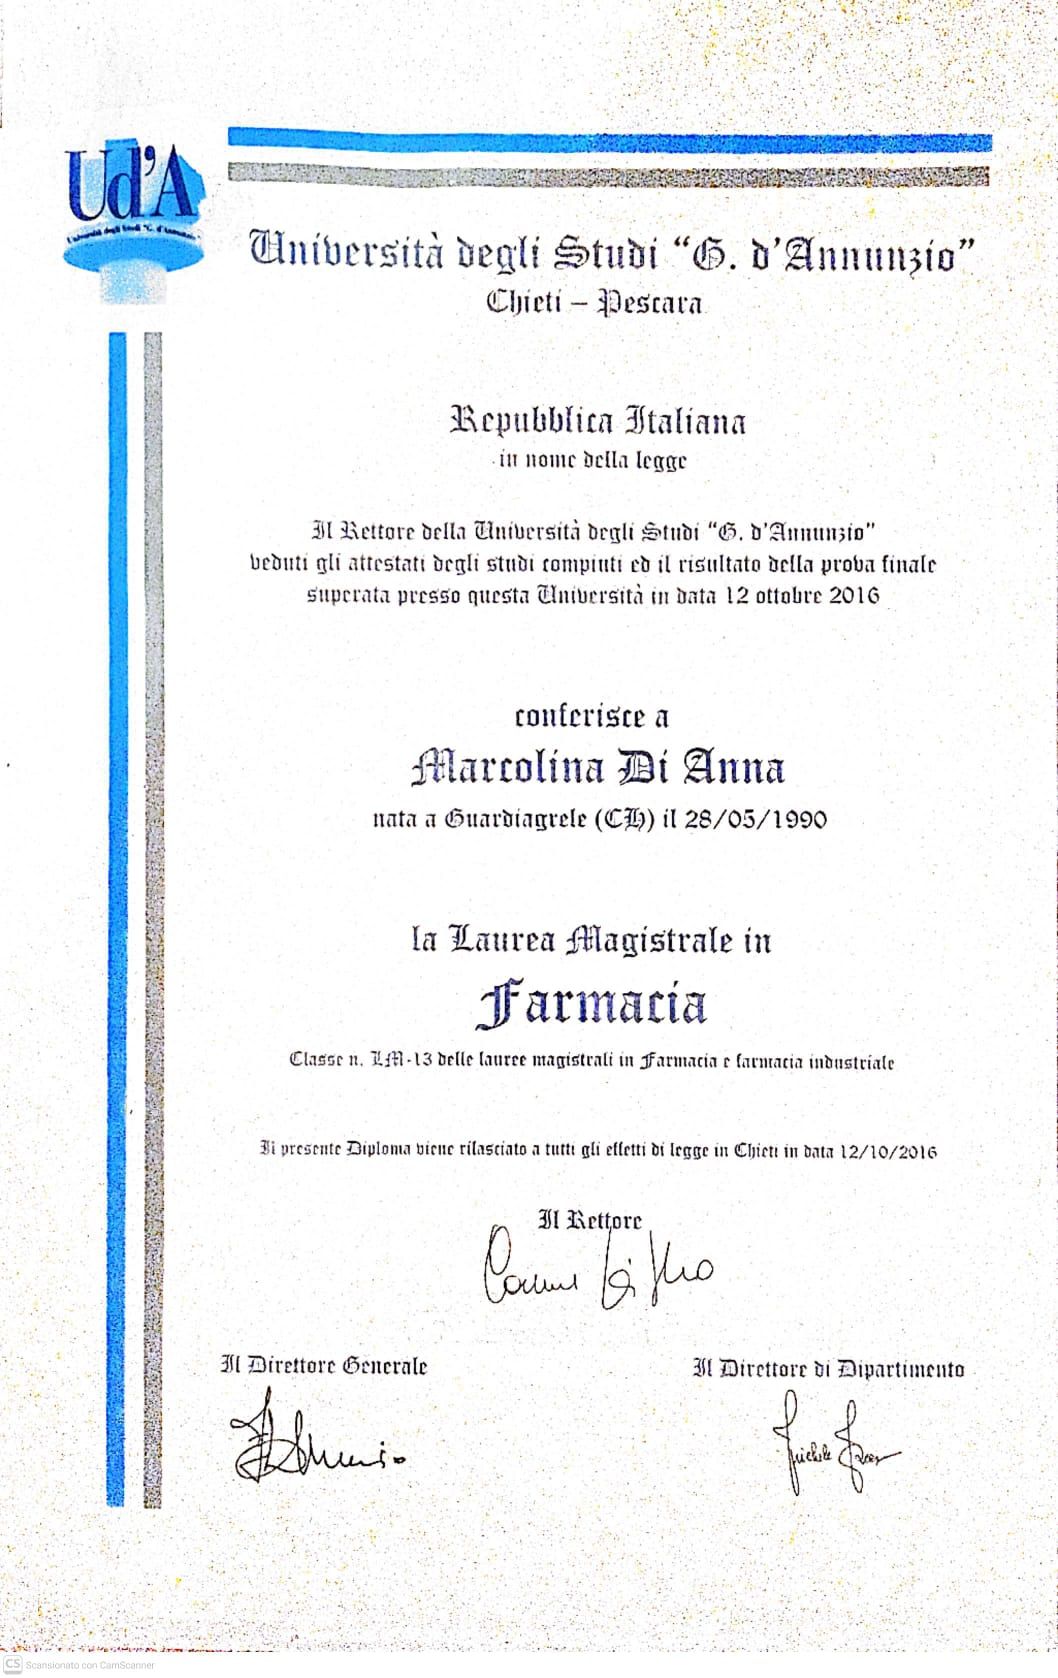 Ud'A
Università degli Studi "G. d'Annunzio"
Università degli Studi “G. d’Annunzio”
Chieti – Pescara
Repubblica Italiana
in nome della legge
Il Rettore della Università degli Studi “G. d’Annunzio”
veduti gli attestati degli studi compiuti ed il risultato della prova finale
superata presso questa Università in data 12 ottobre 2016
conferisce a
Marcolina Di Anna
nata a Guardiagrele (CH) il 28/05/1990
la Laurea Magistrale in
Farmacia
Classe n. LM-13 delle lauree magistrali in Farmacia e farmacia industriale
Il presente Diploma viene rilasciato a tutti gli effetti di legge in Chieti in data 12/10/2016
Il Rettore
Il Direttore Generale
Il Direttore di Dipartimento
CS Scansionato con CamScanner